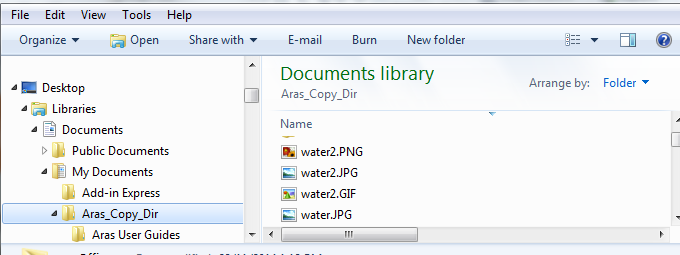 File Edit View Tools Help
Organize Open Share with E-mail Burn New folder
Desktop
Libraries
Documents
Public Documents
My Documents
Add-in Express
Aras_Copy_Dir
Aras User Guides
Documents library
Aras_Copy_Dir
Arrange by: Folder
Name
water2.PNG
water2.JPG
water2.GIF
water.JPG